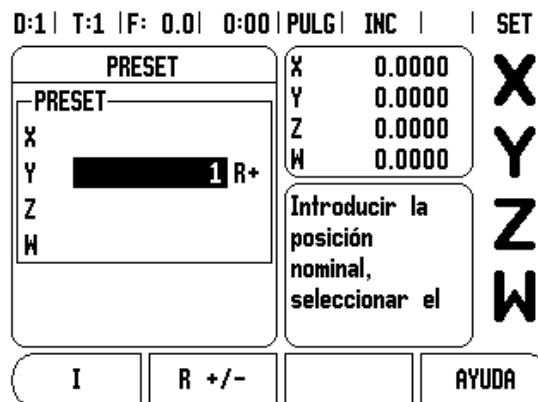 D:1 | T:1 | F: 0.0 | 0:00 | PULG | INC | | SET
PRESET
PRESET
X
Y 1 R+
Z
W
X 0.0000
Y 0.0000
Z 0.0000
W 0.0000
Introducir la
posición
nominal,
seleccionar el
X
Y
Z
W
I
R +/-
AYUDA